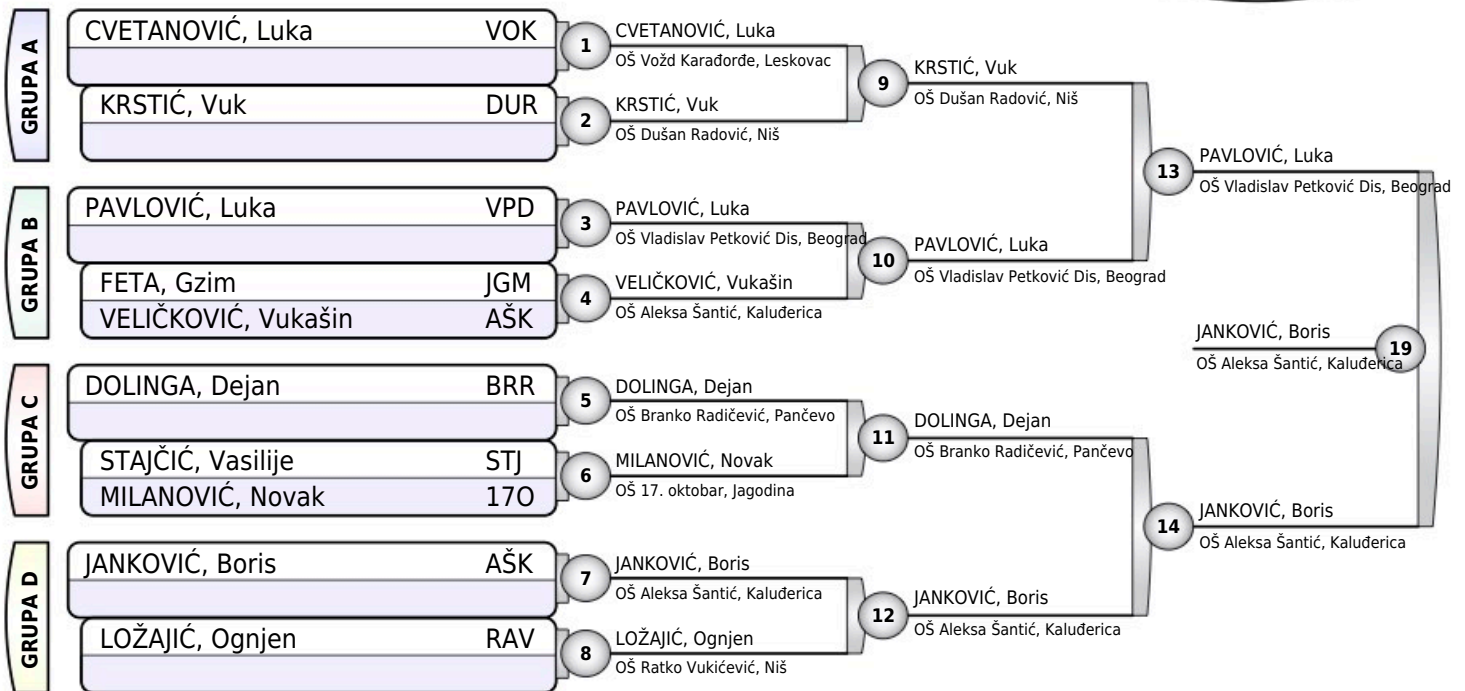 GRUPA A
CVETANOVIĆ, Luka VOK
KRSTIĆ, Vuk DUR
1
CVETANOVIĆ, Luka
OŠ Vožd Karađorđe, Leskovac
2
KRSTIĆ, Vuk
OŠ Dušan Radović, Niš
9
KRSTIĆ, Vuk
OŠ Dušan Radović, Niš
GRUPA B
PAVLOVIĆ, Luka VPD
FETA, Gzim JGM
VELIČKOVIĆ, Vukašin AŠK
3
PAVLOVIĆ, Luka
OŠ Vladislav Petković Dis, Beograd
4
VELIČKOVIĆ, Vukašin
OŠ Aleksa Šantić, Kaluđerica
10
PAVLOVIĆ, Luka
OŠ Vladislav Petković Dis, Beograd
13
PAVLOVIĆ, Luka
OŠ Vladislav Petković Dis, Beograd
GRUPA C
DOLINGA, Dejan BRR
STAJČIĆ, Vasilije STJ
MILANOVIĆ, Novak 17O
5
DOLINGA, Dejan
OŠ Branko Radičević, Pančevo
6
MILANOVIĆ, Novak
OŠ 17. oktobar, Jagodina
11
DOLINGA, Dejan
OŠ Branko Radičević, Pančevo
GRUPA D
JANKOVIĆ, Boris AŠK
LOŽAJIĆ, Ognjen RAV
7
JANKOVIĆ, Boris
OŠ Aleksa Šantić, Kaluđerica
8
LOŽAJIĆ, Ognjen
OŠ Ratko Vukićević, Niš
12
JANKOVIĆ, Boris
OŠ Aleksa Šantić, Kaluđerica
14
JANKOVIĆ, Boris
OŠ Aleksa Šantić, Kaluđerica
JANKOVIĆ, Boris
OŠ Aleksa Šantić, Kaluđerica
19